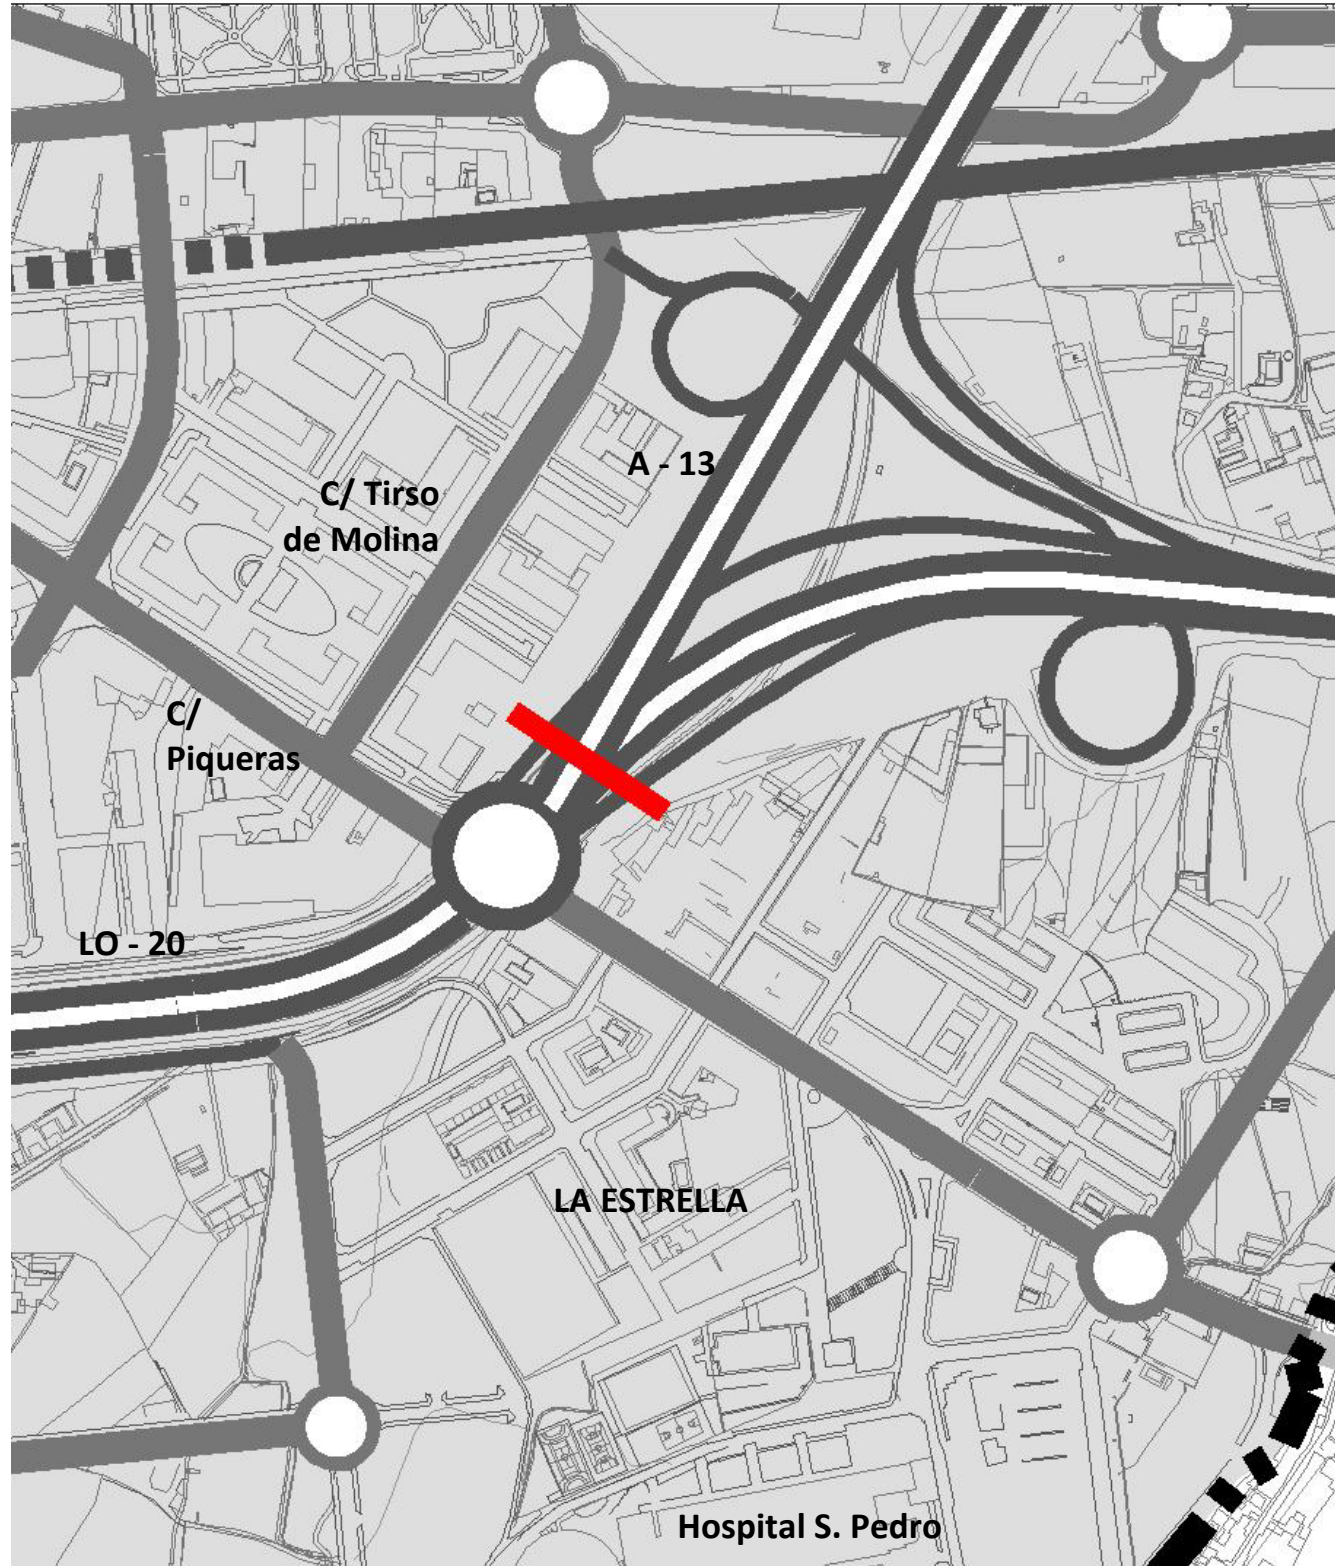 A - 13
C/ Tirso
de Molina
C/
Piqueras
LO - 20
LA ESTRELLA
Hospital S. Pedro